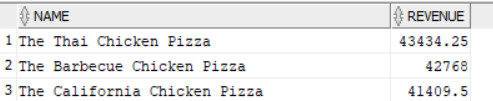 NAME REVENUE
1 The Thai Chicken Pizza 43434.25
2 The Barbecue Chicken Pizza 42768
3 The California Chicken Pizza 41409.5